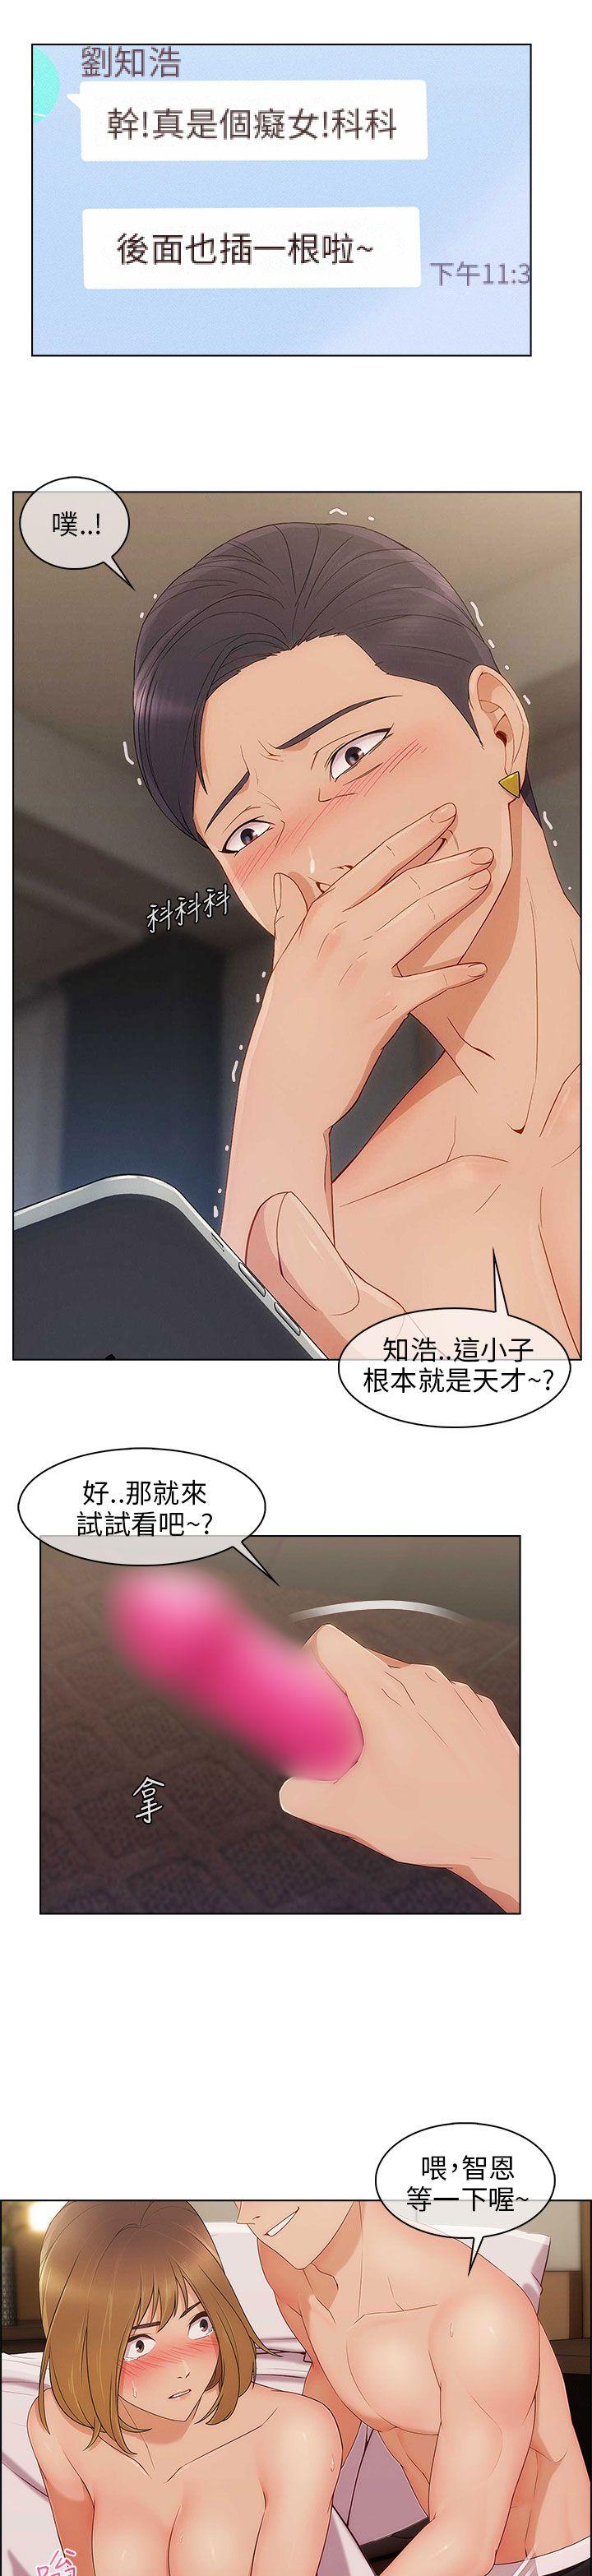 劉知浩
幹!真是個癡女!科科
後面也插一根啦~
下午11:3
噗..!
科科科
知浩..這小子
根本就是天才~?
好..那就來
試試看吧~?
拿
喂,智恩
等一下喔~